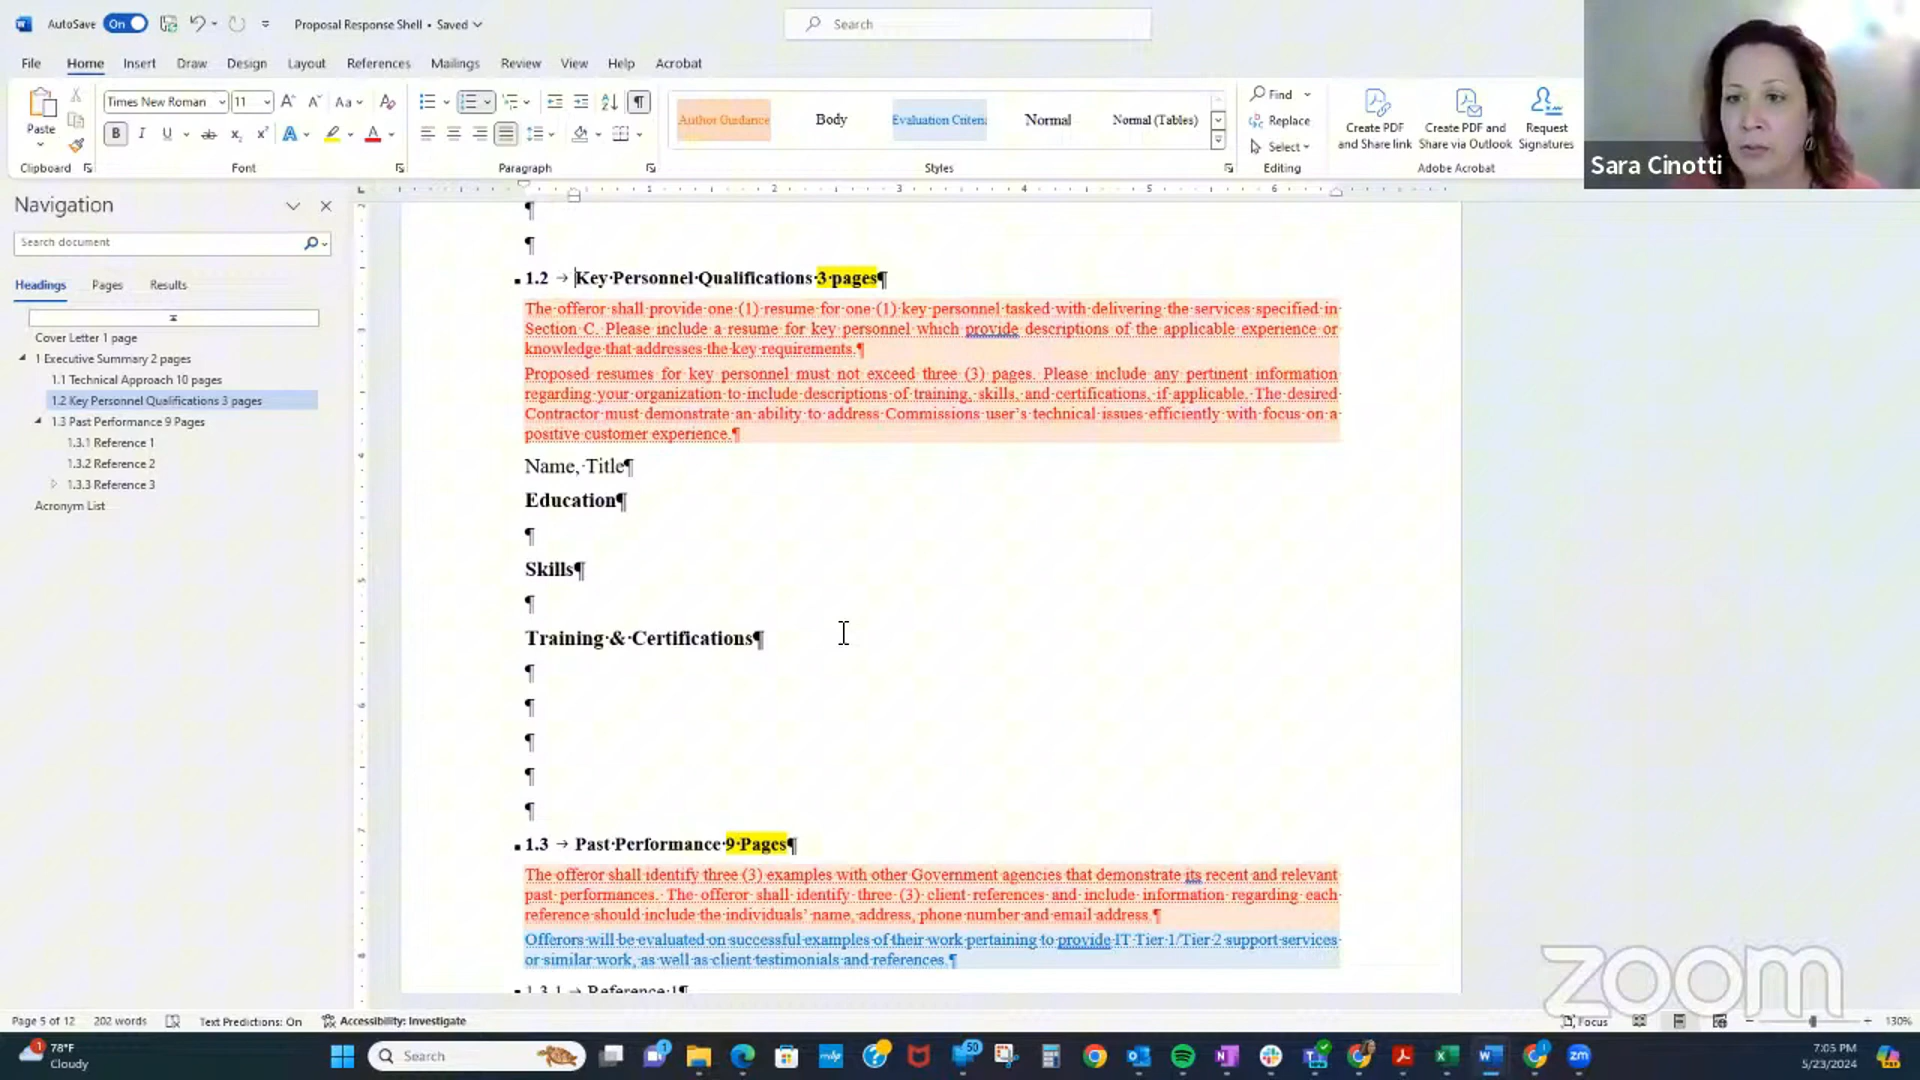 AutoSave On Proposal Response Shell • Saved Search
File Home Insert Draw Design Layout References Mailings Review View Help Acrobat
Paste
Clipboard
Times New Roman 11
Font
Paragraph
Author Guidance Body Evaluation Criteri Normal Normal (Tables)
Styles
Find
Replace
Select
Editing
Create PDF and Share link
Create PDF and Share via Outlook
Request Signatures
Adobe Acrobat
Sara Cinotti
Navigation
Search document
Headings Pages Results
Cover Letter 1 page
1 Executive Summary 2 pages
1.1 Technical Approach 10 pages
1.2 Key Personnel Qualifications 3 pages
1.3 Past Performance 9 Pages
1.3.1 Reference 1
1.3.2 Reference 2
1.3.3 Reference 3
Acronym List
1 2 3 4 5 6
1.2 → Key·Personnel·Qualifications·3·pages¶
The offeror shall provide one (1) resume for one (1) key personnel tasked with delivering the services specified in
Section C. Please include a resume for key personnel which provide descriptions of the applicable experience or
knowledge that addresses the key requirements.¶
Proposed resumes for key personnel must not exceed three (3) pages. Please include any pertinent information
regarding your organization to include descriptions of training, skills, and certifications, if applicable. The desired
Contractor must demonstrate an ability to address Commissions user's technical issues efficiently with focus on a
positive customer experience.¶
Name, Title¶
Education¶
¶
Skills¶
¶
Training·&·Certifications¶
¶
¶
¶
¶
¶
1.3 → Past·Performance·9·Pages¶
The offeror shall identify three (3) examples with other Government agencies that demonstrate its recent and relevant
past performances. The offeror shall identify three (3) client references and include information regarding each
reference should include the individuals' name, address, phone number and email address.¶
Offerors will be evaluated on successful examples of their work pertaining to provide IT Tier 1/Tier 2 support services
or similar work, as well as client testimonials and references.¶
1.3.1 → Reference 1¶
zoom
Page 5 of 12 202 words Text Predictions: On Accessibility: Investigate Focus 130%
78°F
Cloudy
Search
50
zm
7:05 PM
5/23/2024